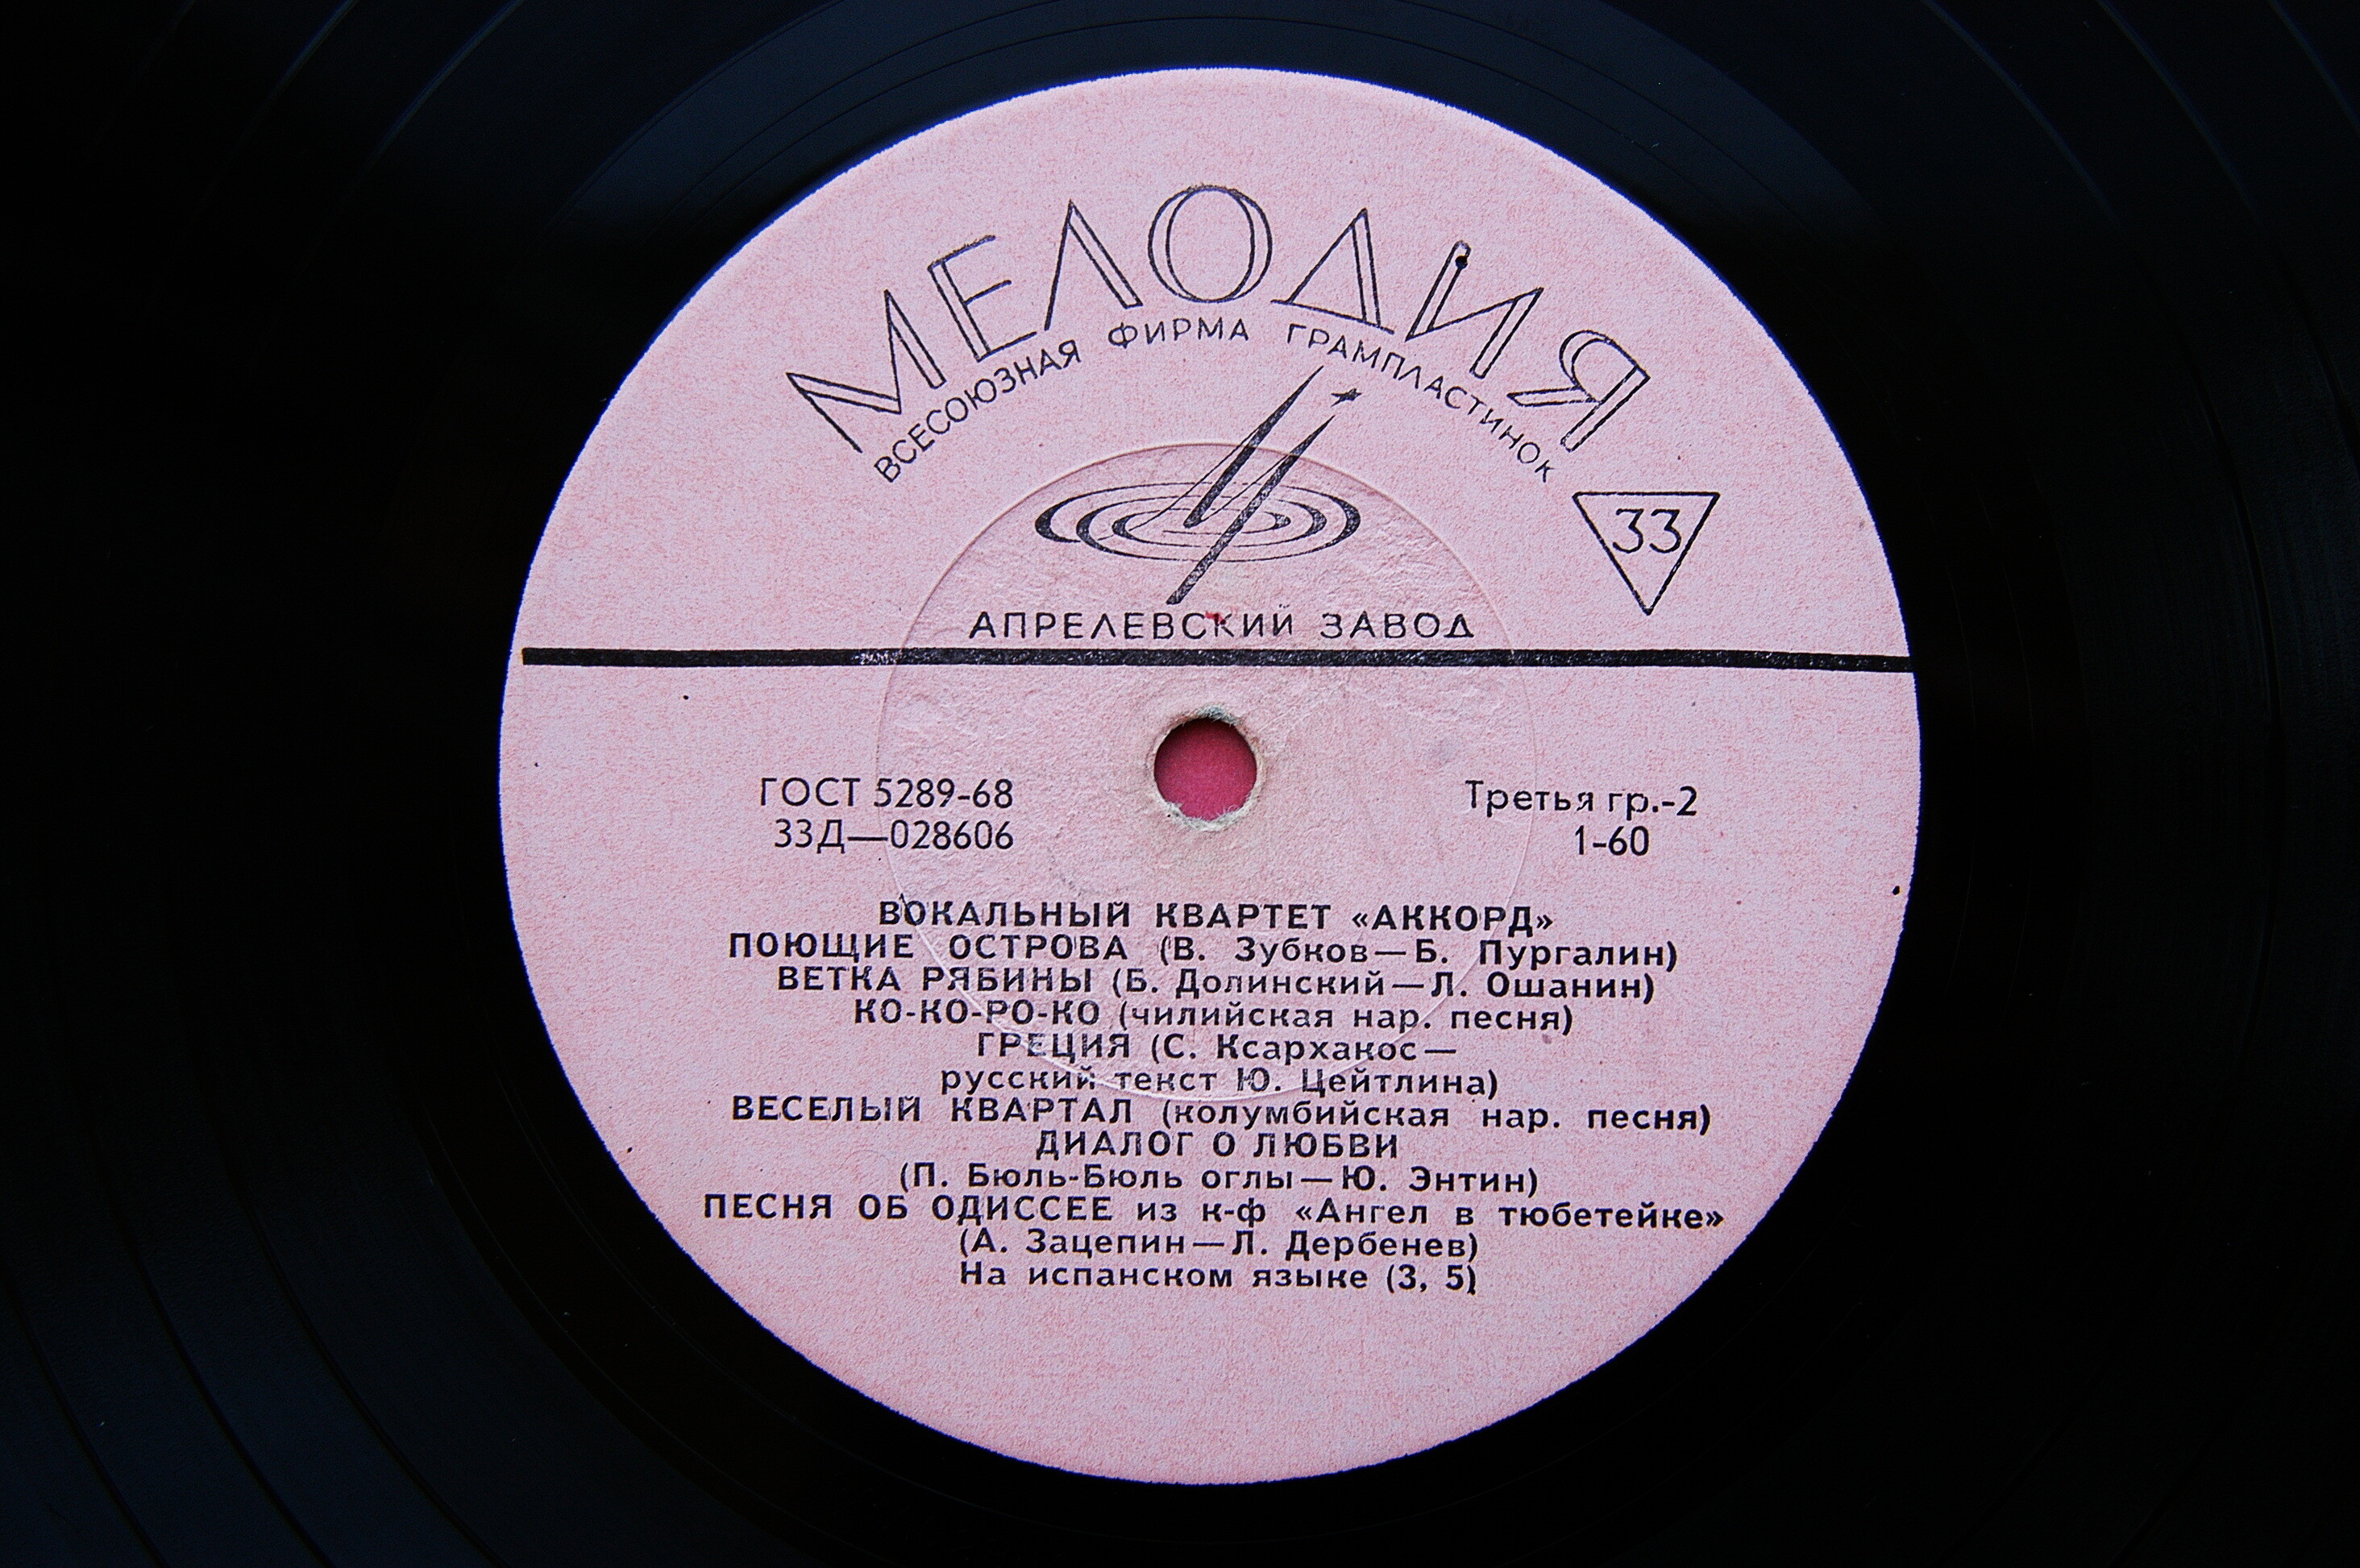 МЕЛОДИЯ
ВСЕСОЮЗНАЯ ФИРМА ГРАМПЛАСТИНОК
33
АПРЕЛЕВСКИЙ ЗАВОД
ГОСТ 5289-68
33Д—028606
Третья гр.-2
1-60
ВОКАЛЬНЫЙ КВАРТЕТ «АККОРД»
ПОЮЩИЕ ОСТРОВА (В. Зубков—Б. Пургалин)
ВЕТКА РЯБИНЫ (Б. Долинский—Л. Ошанин)
КО-КО-РО-КО (чилийская нар. песня)
ГРЕЦИЯ (С. Ксархакос—
русский текст Ю. Цейтлина)
ВЕСЕЛЫЙ КВАРТАЛ (колумбийская нар. песня)
ДИАЛОГ О ЛЮБВИ
(П. Бюль-Бюль оглы—Ю. Энтин)
ПЕСНЯ ОБ ОДИССЕЕ из к-ф «Ангел в тюбетейке»
(А. Зацепин—Л. Дербенев)
На испанском языке (3, 5)